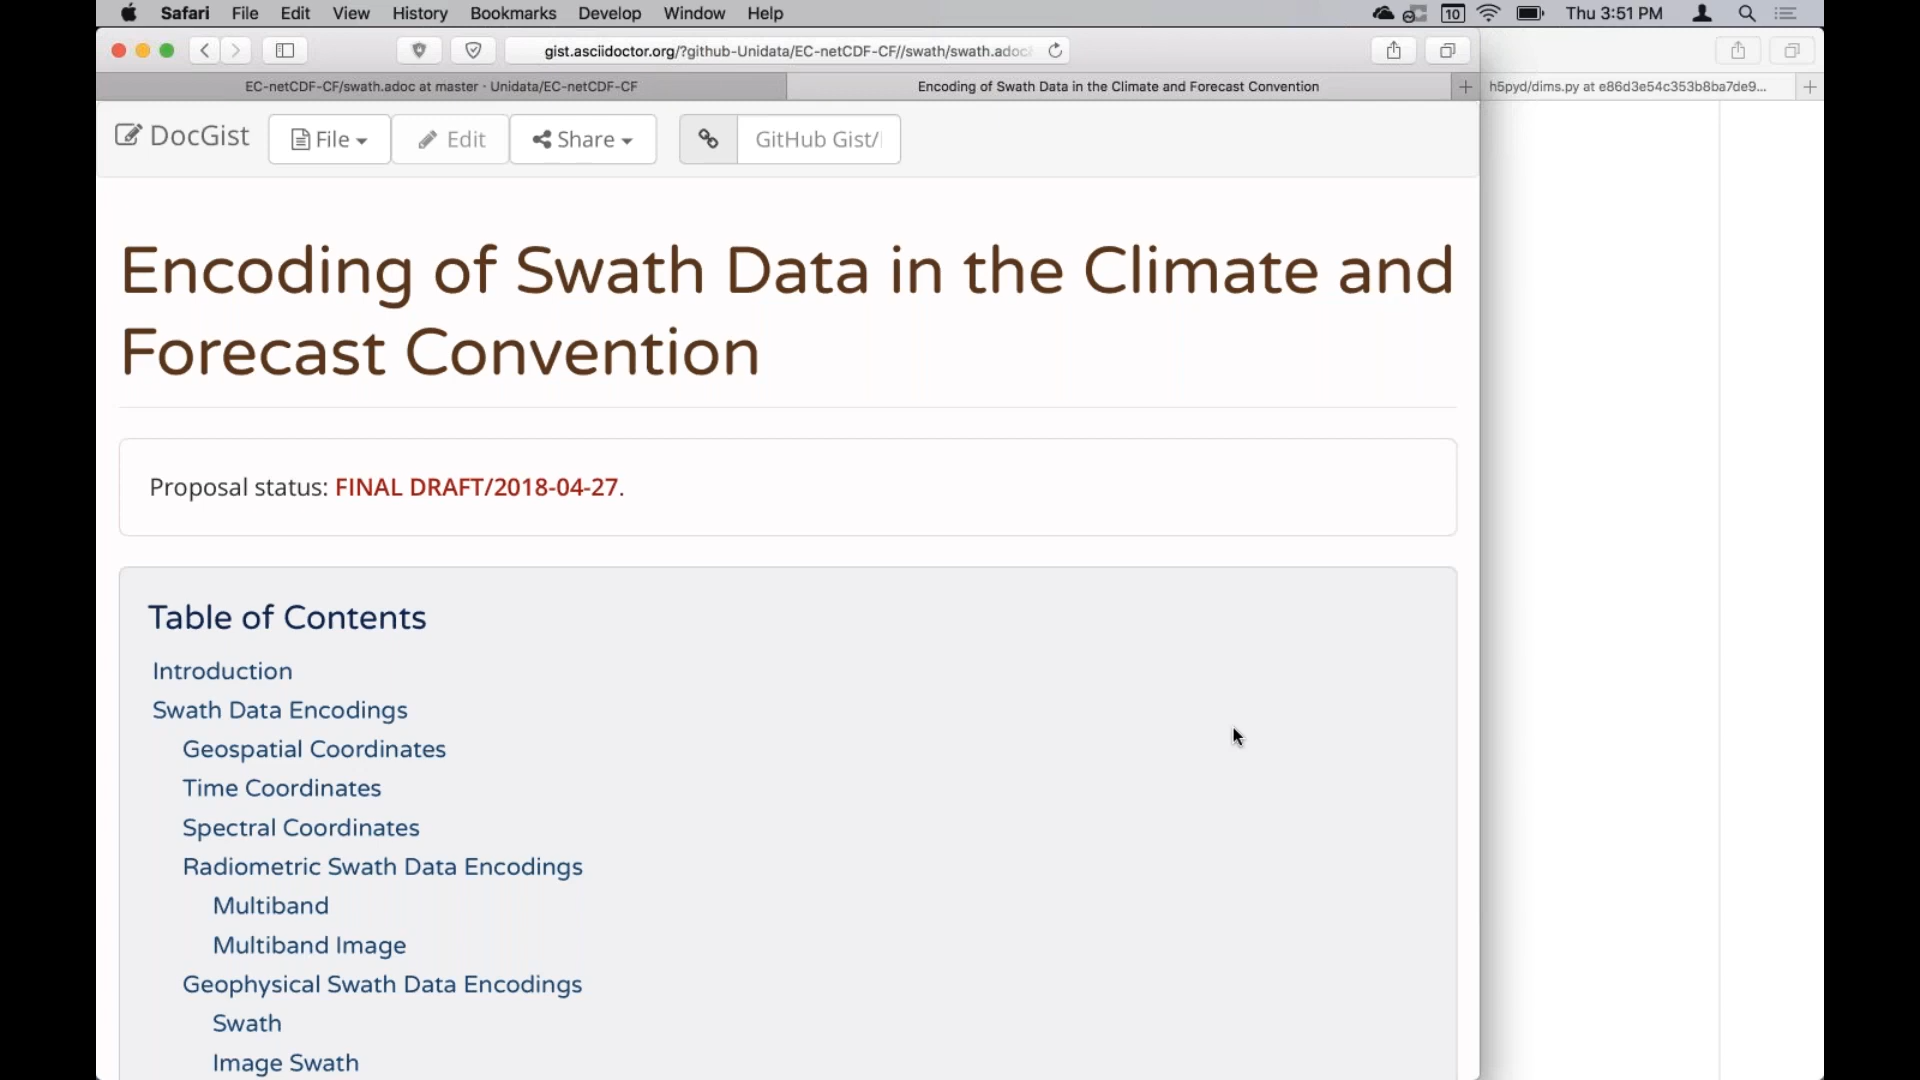 Safari File Edit View History Bookmarks Develop Window Help 10 Thu 3:51 PM
gist.asciidoctor.org/?github-Unidata/EC-netCDF-CF//swath/swath.adoc
EC-netCDF-CF/swath.adoc at master · Unidata/EC-netCDF-CF
Encoding of Swath Data in the Climate and Forecast Convention
h5pyd/dims.py at e86d3e54c353b8ba7de9...
DocGist File Edit Share GitHub Gist/
Encoding of Swath Data in the Climate and
Forecast Convention
Proposal status: FINAL DRAFT/2018-04-27.
Table of Contents
Introduction
Swath Data Encodings
Geospatial Coordinates
Time Coordinates
Spectral Coordinates
Radiometric Swath Data Encodings
Multiband
Multiband Image
Geophysical Swath Data Encodings
Swath
Image Swath